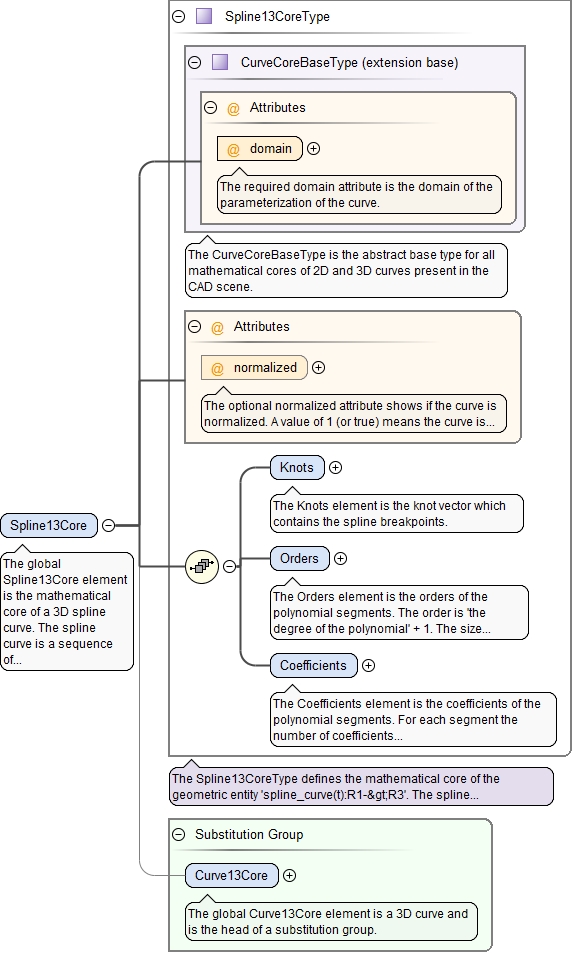 Spline13CoreType
CurveCoreBaseType (extension base)
@ Attributes
@ domain
The required domain attribute is the domain of the
parameterization of the curve.
The CurveCoreBaseType is the abstract base type for all
mathematical cores of 2D and 3D curves present in the
CAD scene.
@ Attributes
@ normalized
The optional normalized attribute shows if the curve is
normalized. A value of 1 (or true) means the curve is...
Knots
The Knots element is the knot vector which
contains the spline breakpoints.
Spline13Core
The global
Spline13Core element
is the mathematical
core of a 3D spline
curve. The spline
curve is a sequence
of...
Orders
The Orders element is the orders of the
polynomial segments. The order is 'the
degree of the polynomial' + 1. The size...
Coefficients
The Coefficients element is the coefficients of the
polynomial segments. For each segment the
number of coefficients...
The Spline13CoreType defines the mathematical core of the
geometric entity 'spline_curve(t):R1-&gt;R3'. The spline...
Substitution Group
Curve13Core
The global Curve13Core element is a 3D curve and
is the head of a substitution group.